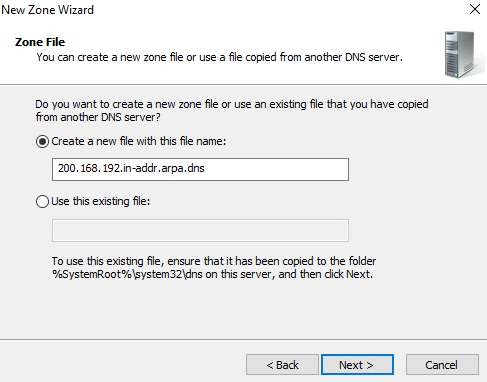 New Zone Wizard
Zone File
You can create a new zone file or use a file copied from another DNS server.
Do you want to create a new zone file or use an existing file that you have copied
from another DNS server?
Create a new file with this file name:
200.168.192.in-addr.arpa.dns
Use this existing file:
To use this existing file, ensure that it has been copied to the folder
%SystemRoot%\system32\dns on this server, and then click Next.
< Back
Next >
Cancel